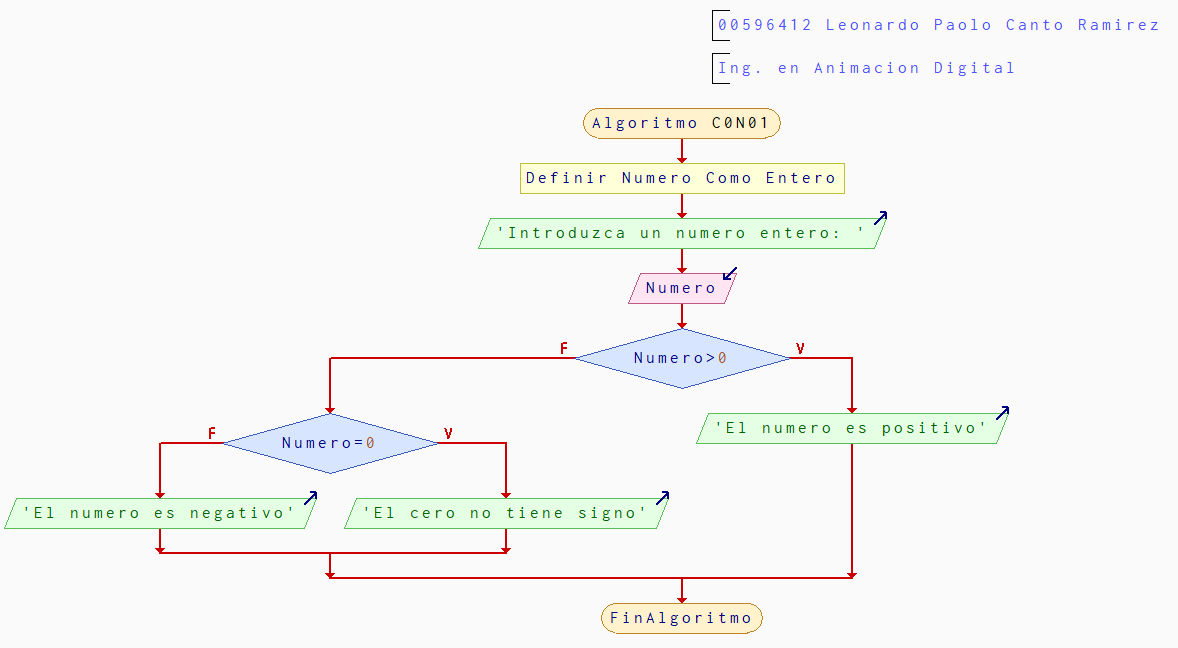 00596412 Leonardo Paolo Canto Ramirez
Ing. en Animacion Digital
Algoritmo C0N01
Definir Numero Como Entero
'Introduzca un numero entero: '
Numero
F
Numero>0
V
F
Numero=0
V
'El numero es positivo'
'El numero es negativo'
'El cero no tiene signo'
FinAlgoritmo